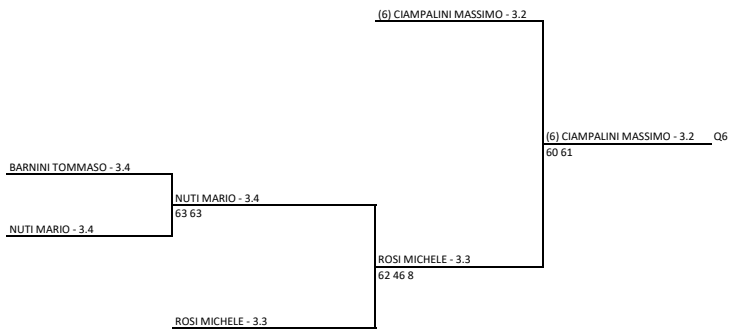 (6) CIAMPALINI MASSIMO - 3.2
(6) CIAMPALINI MASSIMO - 3.2 Q6
60 61
BARNINI TOMMASO - 3.4
NUTI MARIO - 3.4
63 63
NUTI MARIO - 3.4
ROSI MICHELE - 3.3
62 46 8
ROSI MICHELE - 3.3